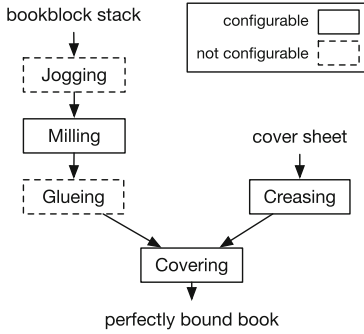 bookblock stack
configurable
not configurable
Jogging
Milling
cover sheet
Glueing
Creasing
Covering
perfectly bound book